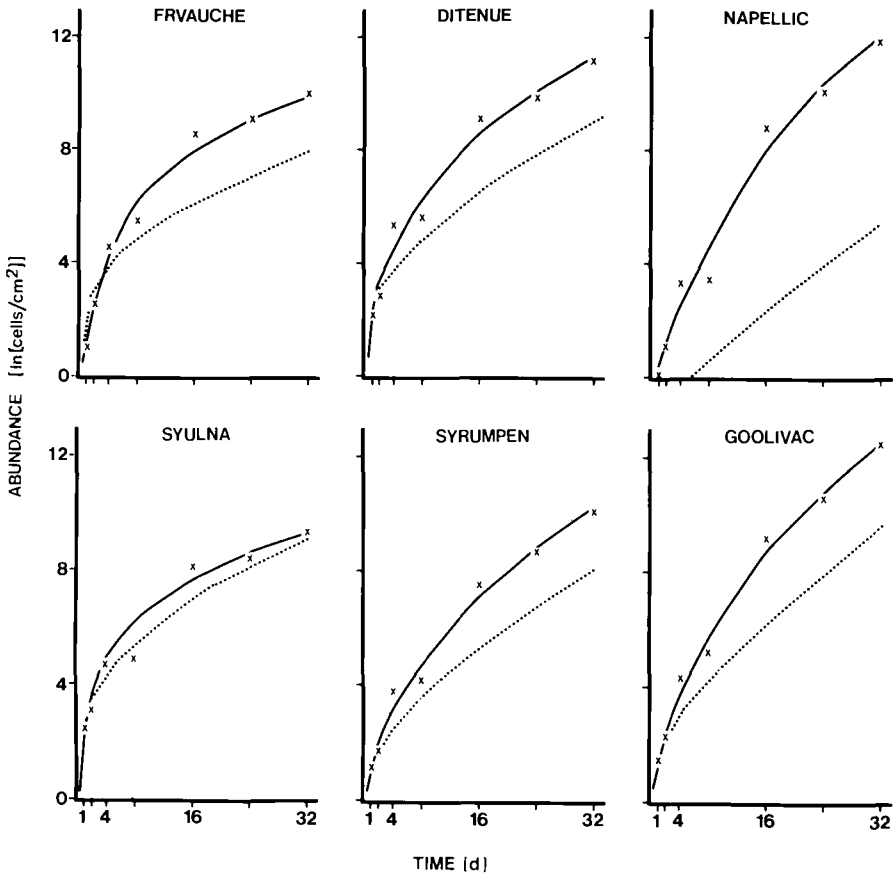 FRVAUCHE DITENUE NAPELLIC
12
8
4
0
SYULNA SYRUMPEN GOOLIVAC
12
8
4
0
1 4 16 32 1 4 16 32 1 4 16 32
ABUNDANCE [ln[cells/cm2)]
TIME (d)